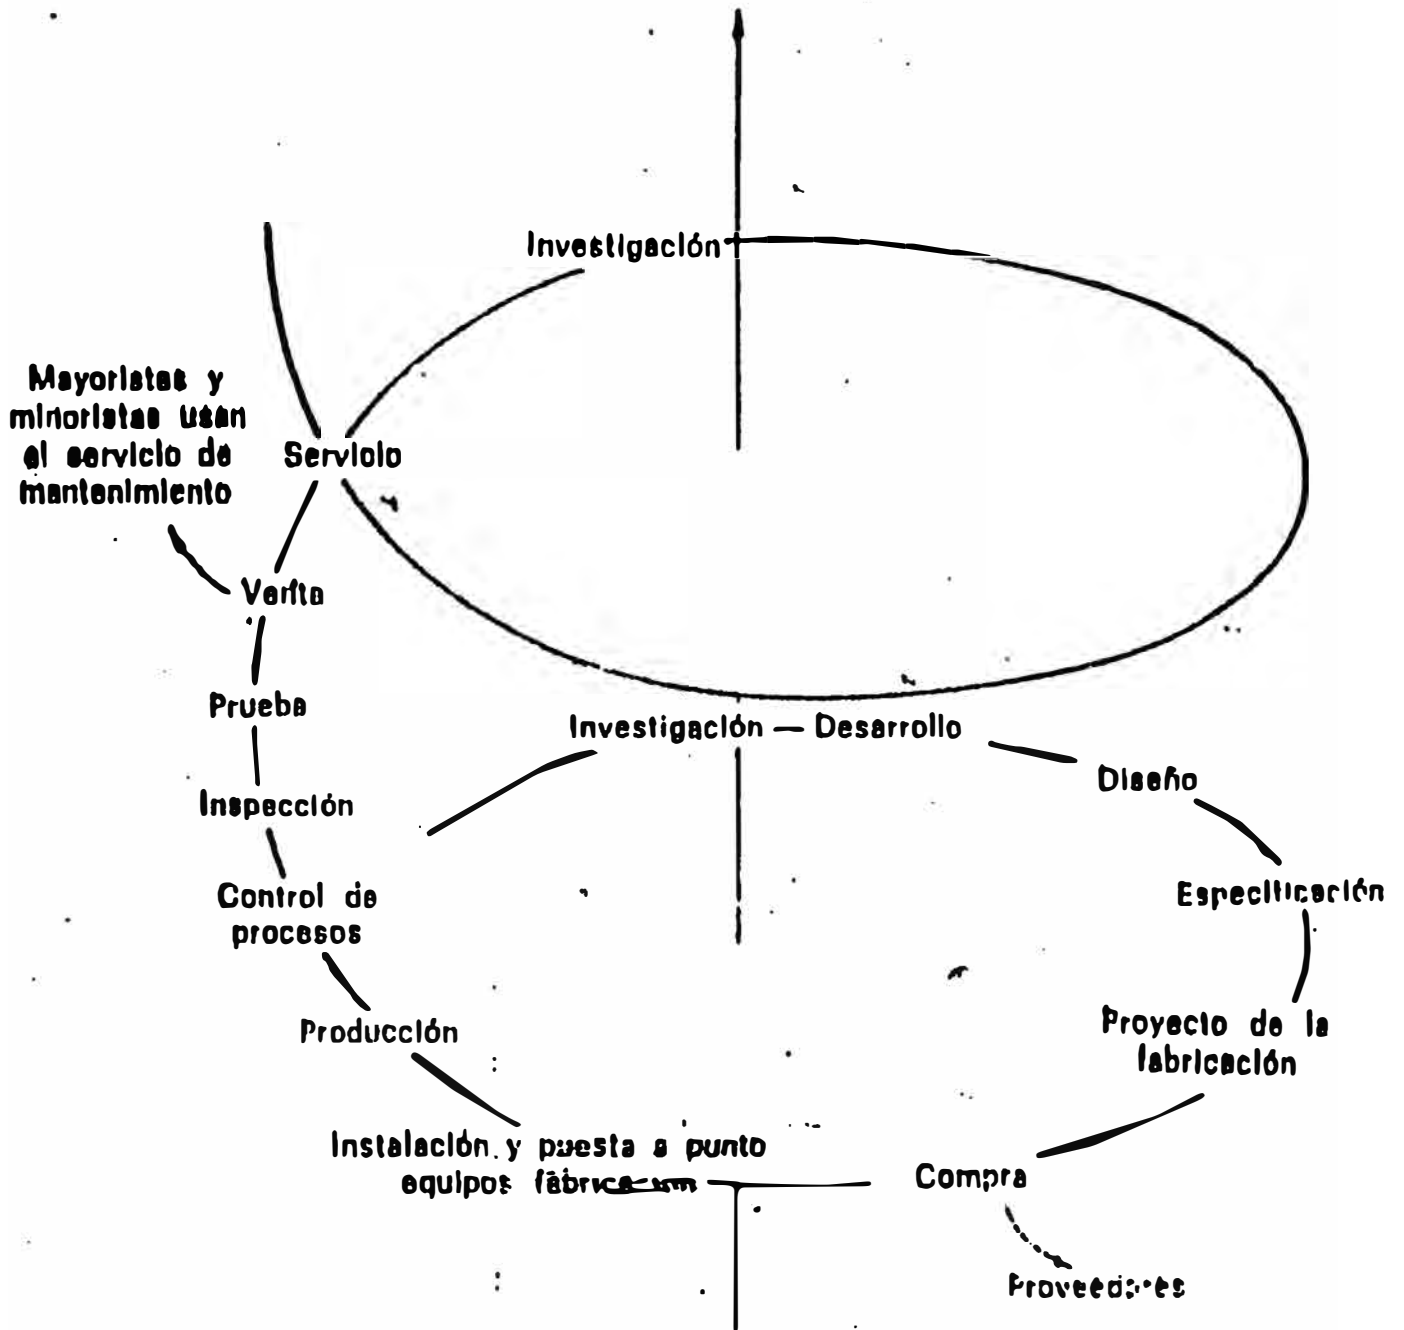 Investigación
Mayoristas y
minoristas usan
el servicio de
mantenimiento
Servicio
Venta
Prueba
Investigación — Desarrollo
Diseño
Inspección
Control de
procesos
Especificación
Producción
Proyecto de la
fabricación
Instalación y puesta a punto
equipos fabricación
Compra
Proveedores